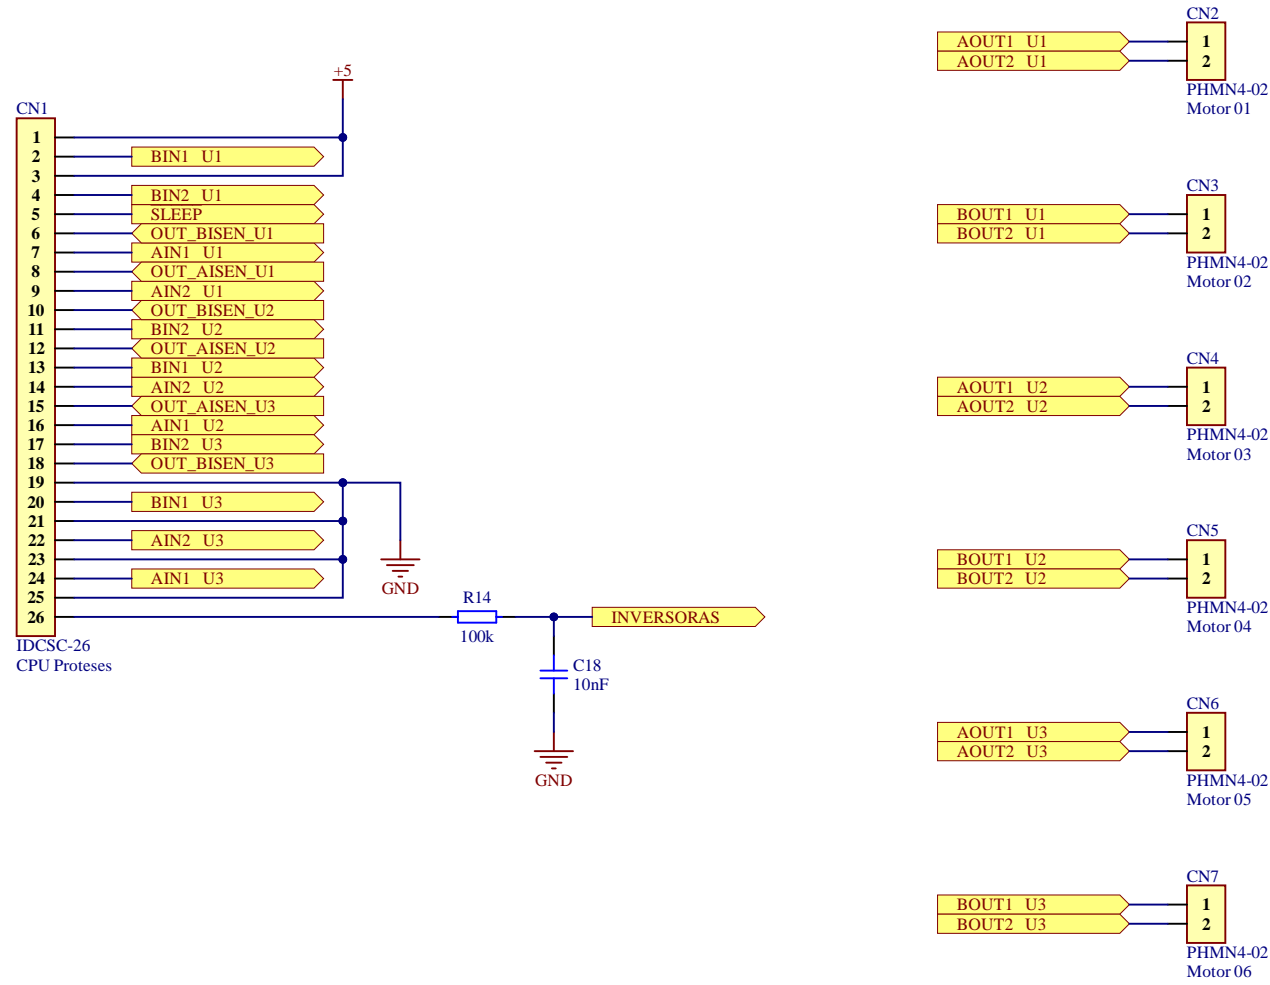 +5
CN1
1
2 BIN1 U1
3
4 BIN2 U1
5 SLEEP
6 OUT_BISEN_U1
7 AIN1 U1
8 OUT_AISEN_U1
9 AIN2 U1
10 OUT_BISEN_U2
11 BIN2 U2
12 OUT_AISEN_U2
13 BIN1 U2
14 AIN2 U2
15 OUT_AISEN_U3
16 AIN1 U2
17 BIN2 U3
18 OUT_BISEN_U3
19
20 BIN1 U3
21
22 AIN2 U3
23
24 AIN1 U3
25
26
IDCSC-26
CPU Proteses
GND
R14
100k
INVERSORAS
C18
10nF
GND
CN2
AOUT1 U1 1
AOUT2 U1 2
PHMN4-02
Motor 01
CN3
BOUT1 U1 1
BOUT2 U1 2
PHMN4-02
Motor 02
CN4
AOUT1 U2 1
AOUT2 U2 2
PHMN4-02
Motor 03
CN5
BOUT1 U2 1
BOUT2 U2 2
PHMN4-02
Motor 04
CN6
AOUT1 U3 1
AOUT2 U3 2
PHMN4-02
Motor 05
CN7
BOUT1 U3 1
BOUT2 U3 2
PHMN4-02
Motor 06